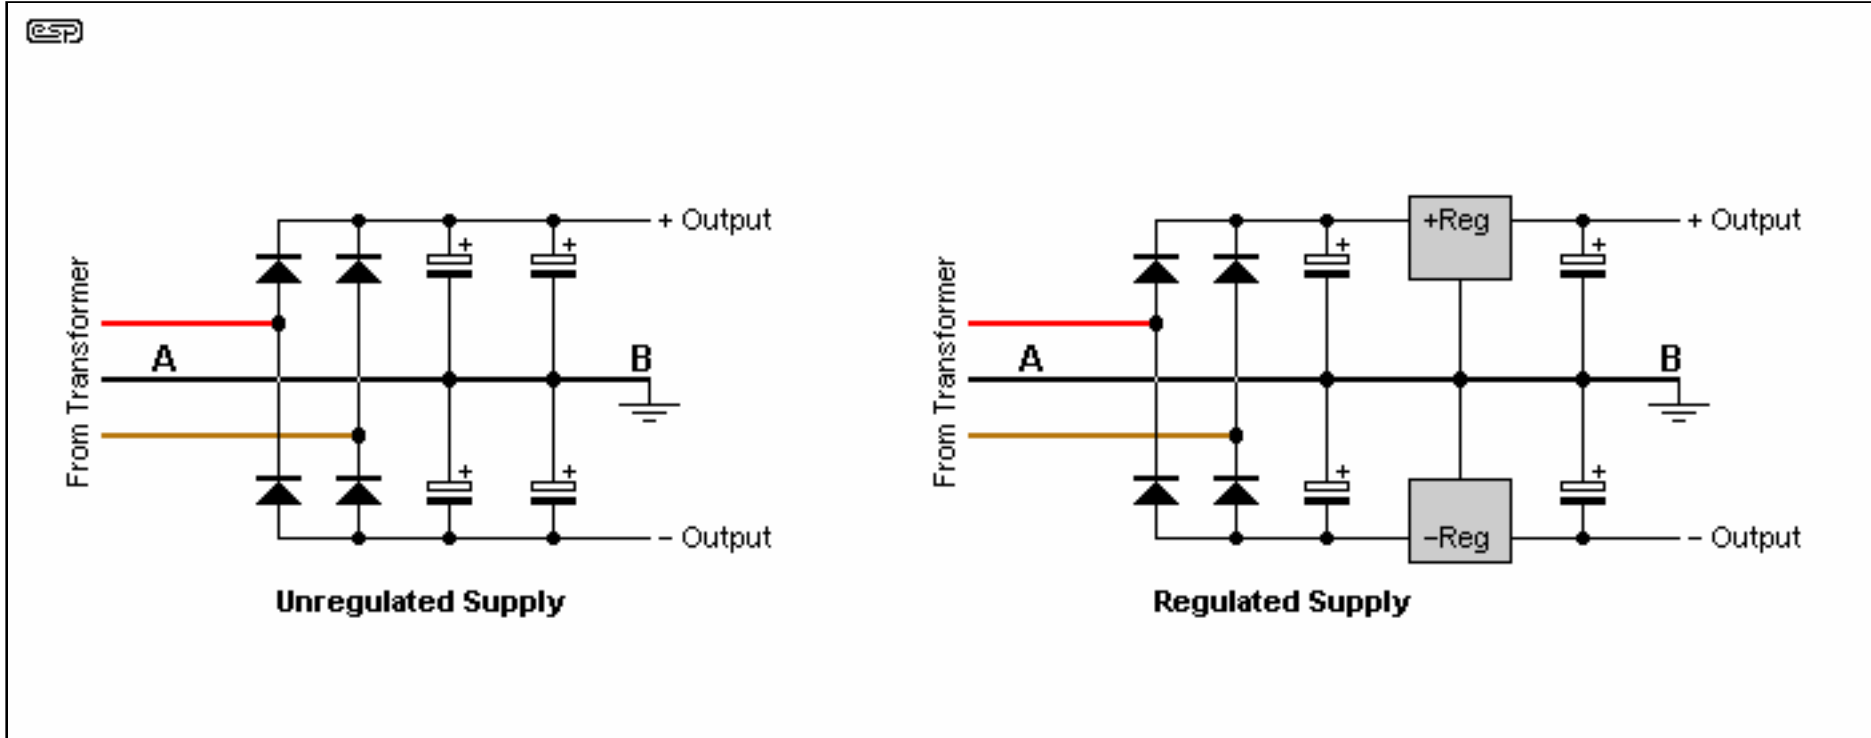 esp
From Transformer
A
B
+
+
+
+
+ Output
− Output
Unregulated Supply
From Transformer
A
B
+
+
+
+
+Reg
−Reg
+ Output
− Output
Regulated Supply